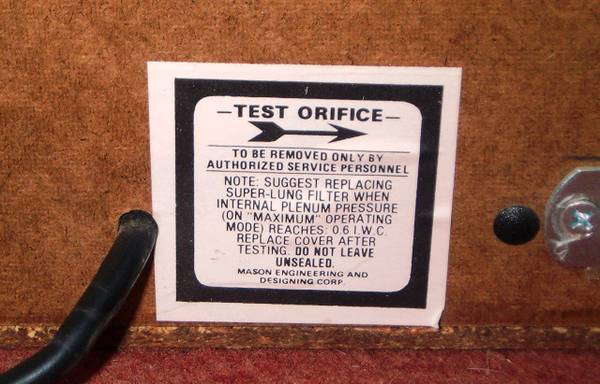 -TEST ORIFICE-
TO BE REMOVED ONLY BY
AUTHORIZED SERVICE PERSONNEL
NOTE: SUGGEST REPLACING
SUPER-LUNG FILTER WHEN
INTERNAL PLENUM PRESSURE
(ON "MAXIMUM" OPERATING
MODE) REACHES: 0.6 I.W.C.
REPLACE COVER AFTER
TESTING. DO NOT LEAVE
UNSEALED.
MASON ENGINEERING AND
DESIGNING CORP